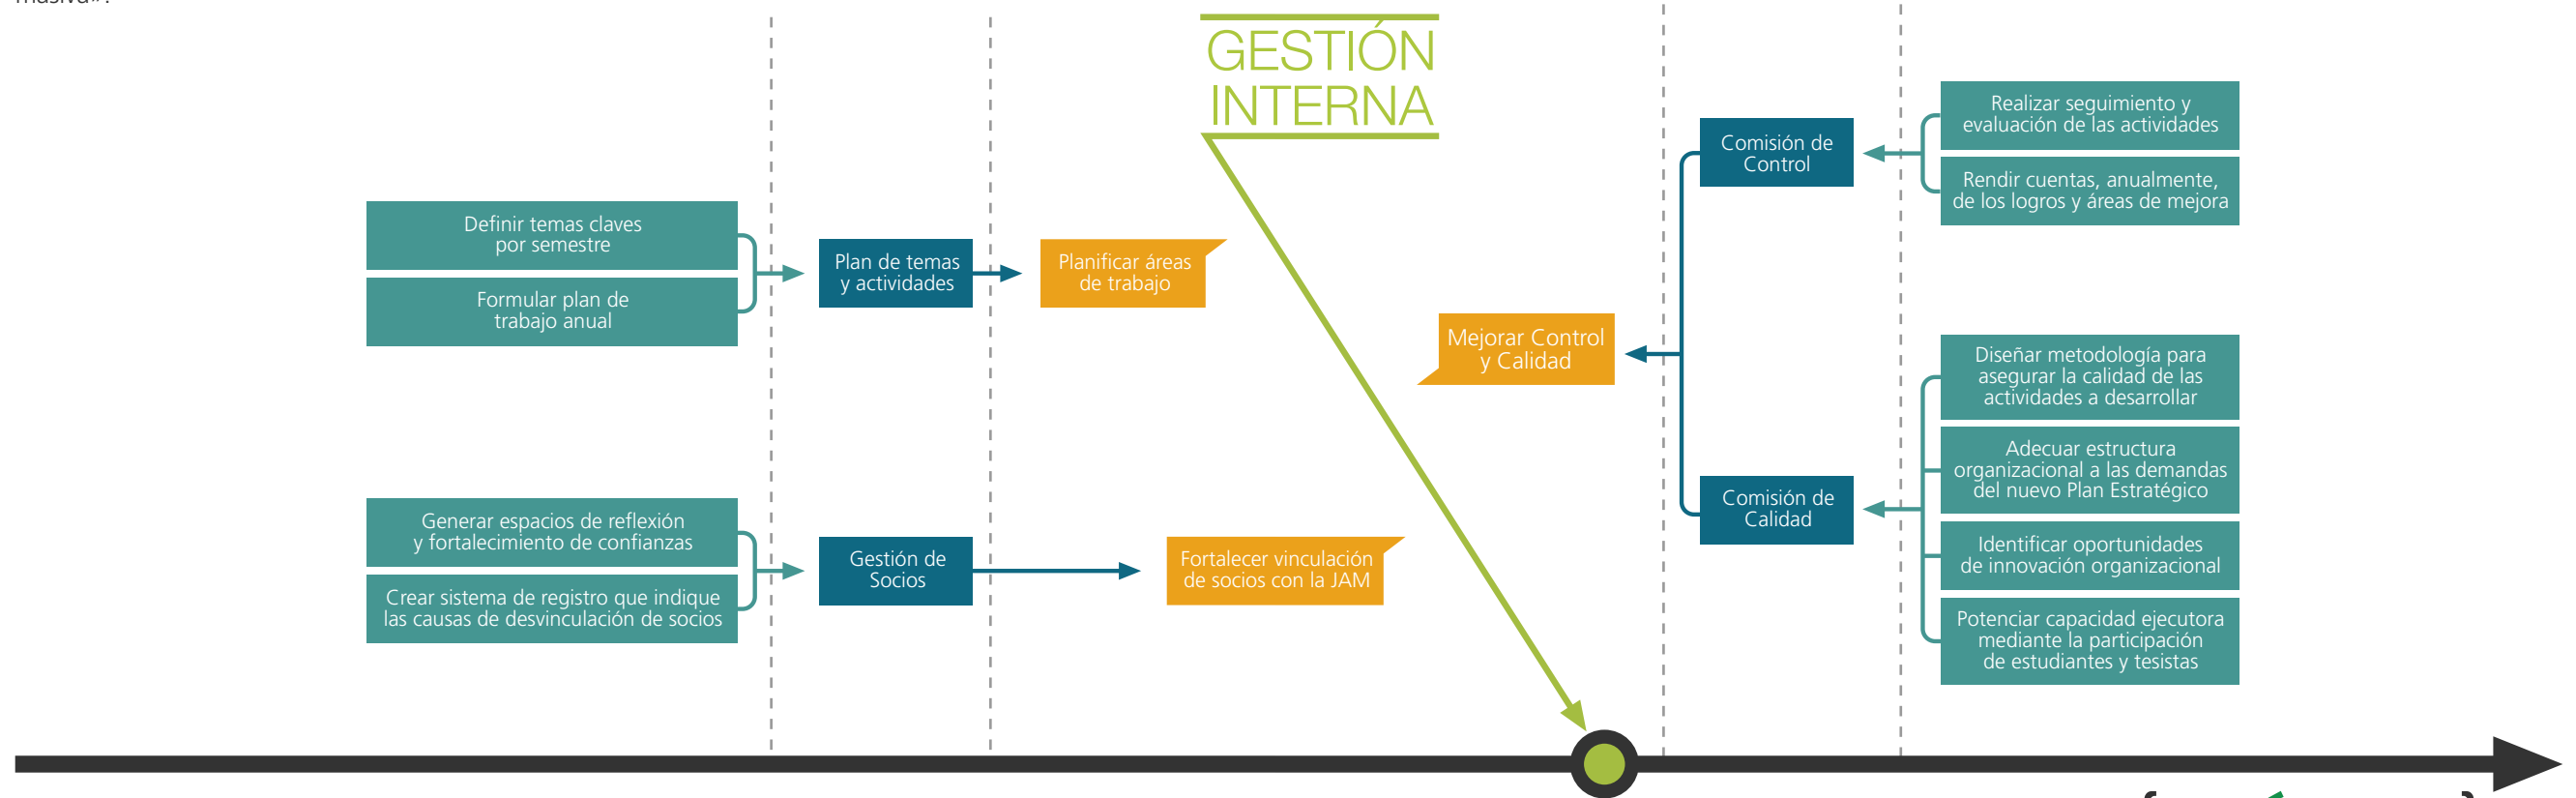 GESTIÓN
INTERNA
Definir temas claves
por semestre
Formular plan de
trabajo anual
Plan de temas
y actividades
Planificar áreas
de trabajo
Generar espacios de reflexión
y fortalecimiento de confianzas
Crear sistema de registro que indique
las causas de desvinculación de socios
Gestión de
Socios
Fortalecer vinculación
de socios con la JAM
Mejorar Control
y Calidad
Comisión de
Control
Realizar seguimiento y
evaluación de las actividades
Rendir cuentas, anualmente,
de los logros y áreas de mejora
Comisión de
Calidad
Diseñar metodología para
asegurar la calidad de las
actividades a desarrollar
Adecuar estructura
organizacional a las demandas
del nuevo Plan Estratégico
Identificar oportunidades
de innovación organizacional
Potenciar capacidad ejecutora
mediante la participación
de estudiantes y tesistas